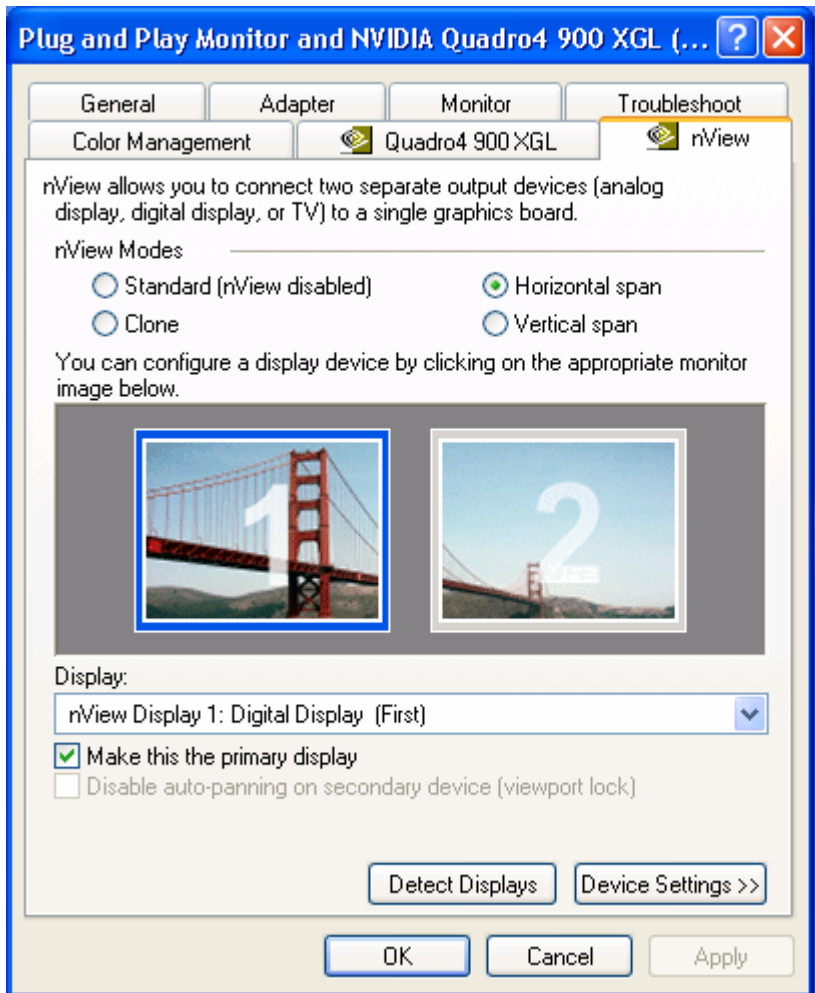 Plug and Play Monitor and NVIDIA Quadro4 900 XGL (...
General Adapter Monitor Troubleshoot
Color Management Quadro4 900 XGL nView
nView allows you to connect two separate output devices (analog
display, digital display, or TV) to a single graphics board.
nView Modes
Standard (nView disabled) Horizontal span
Clone Vertical span
You can configure a display device by clicking on the appropriate monitor
image below.
1 2
Display:
nView Display 1: Digital Display (First)
Make this the primary display
Disable auto-panning on secondary device (viewport lock)
Detect Displays Device Settings >>
OK Cancel Apply